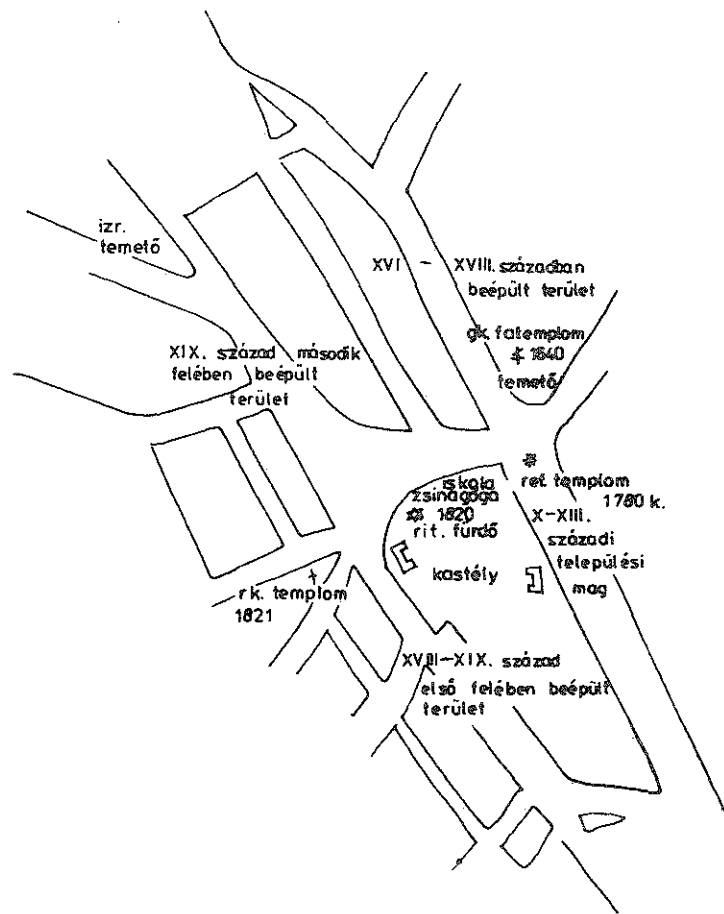 izr.
temető
XVI – XVIII. században
beépült terület
gk. fatemplom
1640
temető
XIX. század második
felében beépült
terület
iskola
zsinagóga
1820
rit. fürdő
ref. templom
1780 k.
X–XIII.
századi
települési
mag
kastély
rk. templom
1821
XVIII–XIX. század
első felében beépült
terület